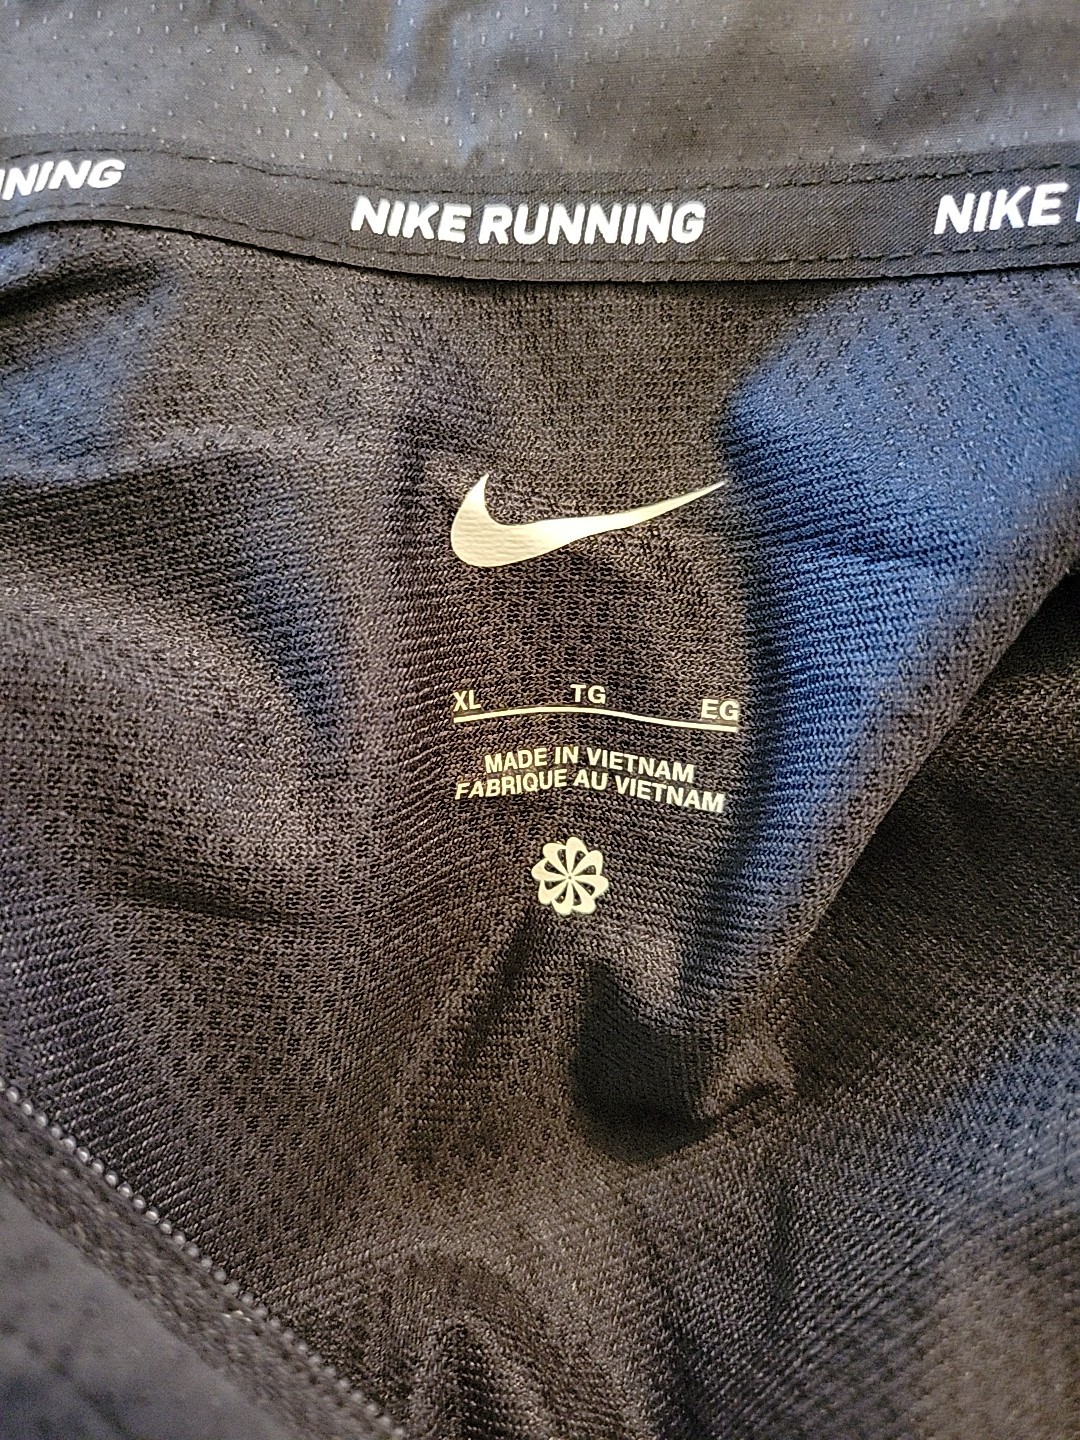 NING NIKE RUNNING NIKE
XL TG EG
MADE IN VIETNAM
FABRIQUE AU VIETNAM